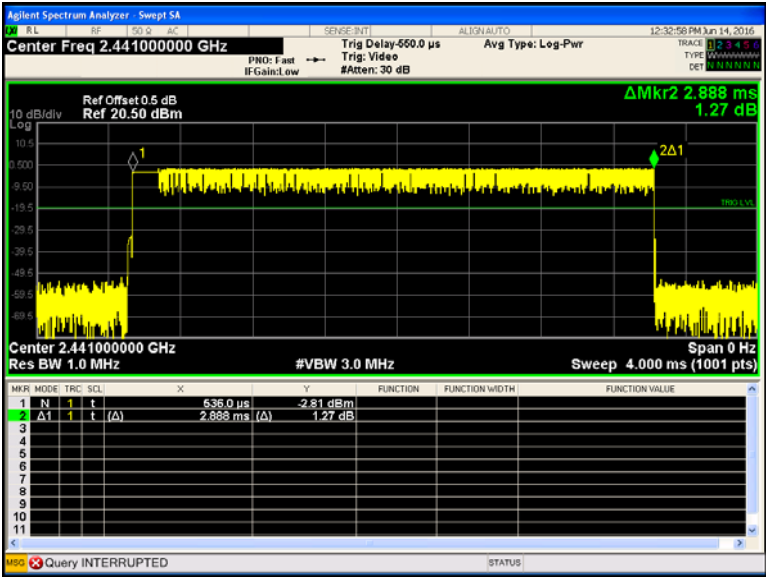 Agilent Spectrum Analyzer - Swept SA
RL RF 50 Ω AC SENSE:INT ALIGN AUTO 12:32:58 PM Jun 14, 2016
Center Freq 2.441000000 GHz
Trig Delay-550.0 µs Avg Type: Log-Pwr TRACE 1 2 3 4 5 6
PNO: Fast Trig: Video TYPE WWWWWW
IFGain:Low #Atten: 30 dB DET N N N N N N
ΔMkr2 2.888 ms
1.27 dB
Ref Offset 0.5 dB
10 dB/div Ref 20.50 dBm
Log
10.5
1
2Δ1
0.500
-9.50
-19.5
TRIG LVL
-29.5
-39.5
-49.5
-59.5
-69.5
Center 2.441000000 GHz Span 0 Hz
Res BW 1.0 MHz #VBW 3.0 MHz Sweep 4.000 ms (1001 pts)
MKR MODE TRC SCL X Y FUNCTION FUNCTION WIDTH FUNCTION VALUE
1 N 1 t 536.0 µs -2.81 dBm
2 Δ1 1 t (Δ) 2.888 ms (Δ) 1.27 dB
3
4
5
6
7
8
9
10
11
MSG Query INTERRUPTED STATUS